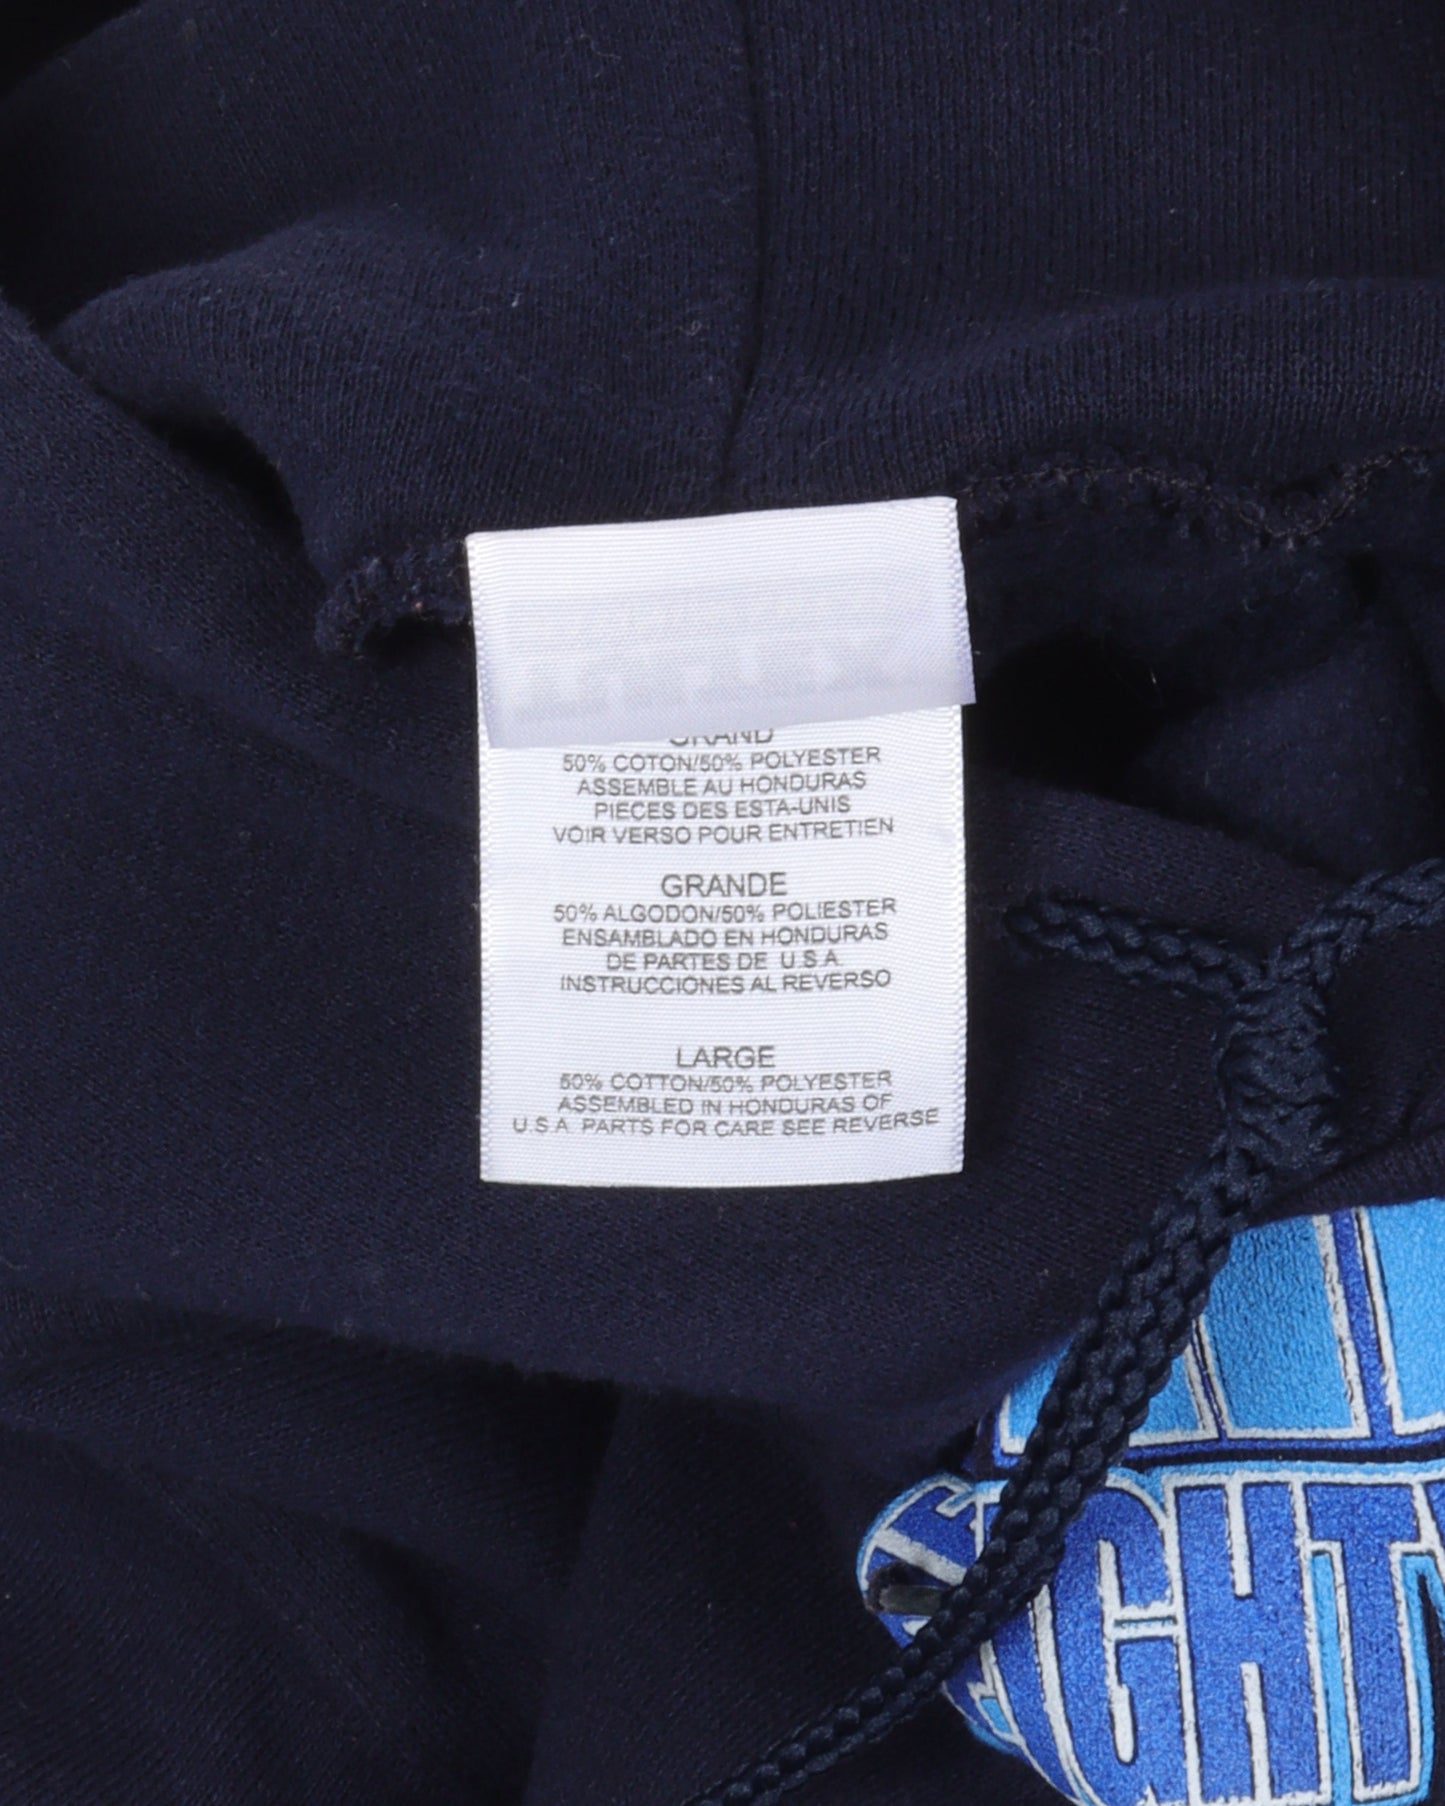 GRAND
50% COTON/50% POLYESTER
ASSEMBLE AU HONDURAS
PIECES DES ESTA-UNIS
VOIR VERSO POUR ENTRETIEN
GRANDE
50% ALGODON/50% POLIESTER
ENSAMBLADO EN HONDURAS
DE PARTES DE U.S.A.
INSTRUCCIONES AL REVERSO
LARGE
50% COTTON/50% POLYESTER
ASSEMBLED IN HONDURAS OF
U.S.A. PARTS FOR CARE SEE REVERSE